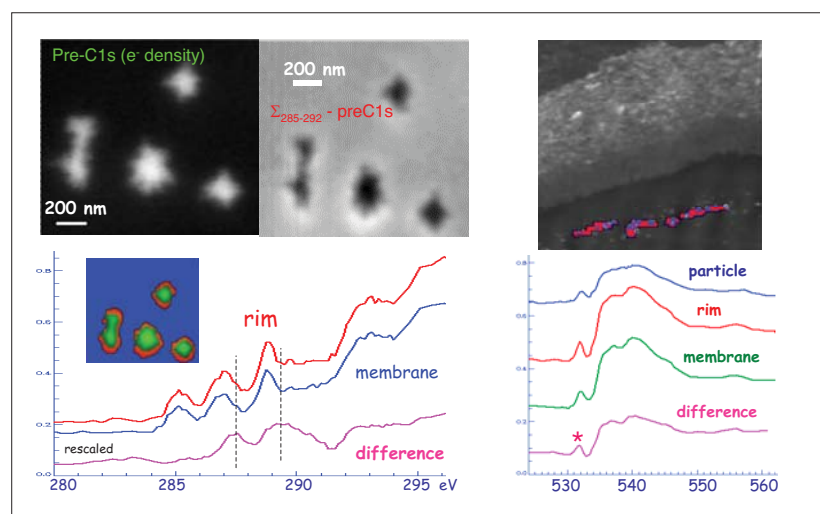 Pre-C1s (e⁻ density)
200 nm
200 nm
Σ285-292 - preC1s
0.8
0.6
0.4
0.2
0.0
rim
membrane
difference
rescaled
280
285
290
295 eV
0.8
0.6
0.4
0.2
0.0
particle
rim
membrane
difference
*
530
540
550
560